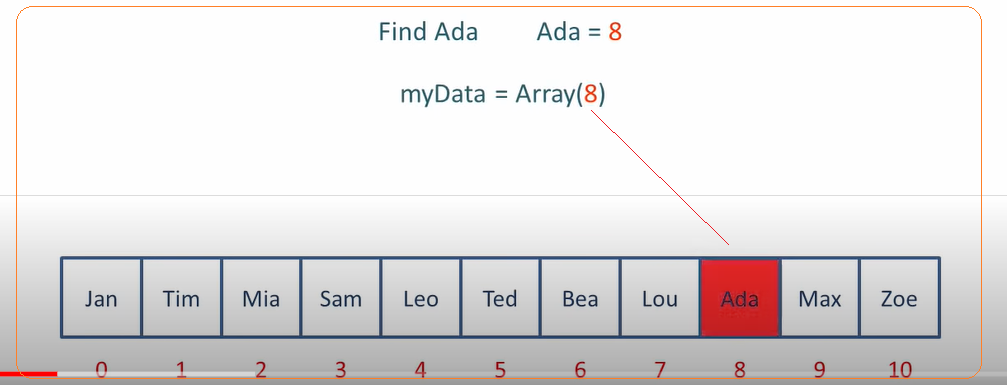 Find Ada Ada = 8
myData = Array(8)
Jan Tim Mia Sam Leo Ted Bea Lou Ada Max Zoe
0 1 2 3 4 5 6 7 8 9 10